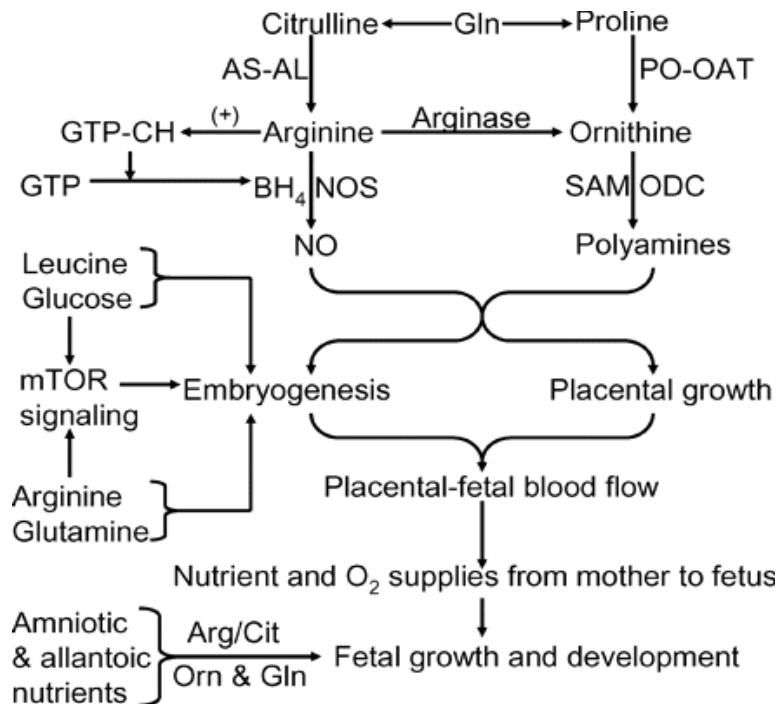 Citrulline Gln Proline
AS-AL PO-OAT
GTP-CH (+) Arginine Arginase Ornithine
GTP BH4 NOS SAM ODC
NO Polyamines
Leucine
Glucose
mTOR
signaling
Embryogenesis Placental growth
Arginine
Glutamine
Placental-fetal blood flow
Nutrient and O2 supplies from mother to fetus
Amniotic
& allantoic
nutrients
Arg/Cit
Orn & Gln
Fetal growth and development